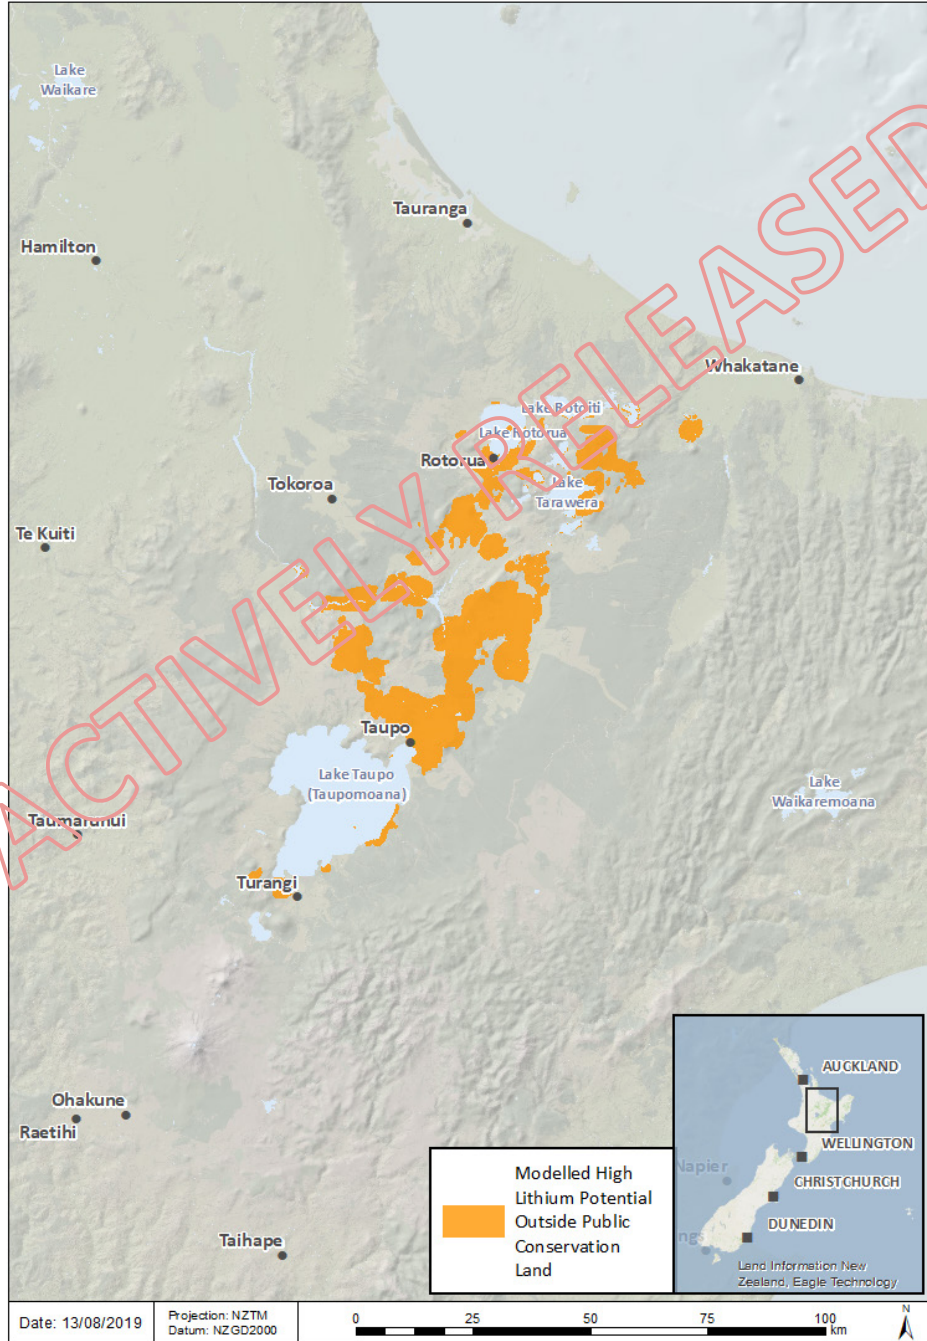 Lake
Waikare
Tauranga
Hamilton
Whakatane
Lake Rotoiti
Lake Rotorua
Rotorua
Tokoroa
Lake
Tarawera
Te Kuiti
Taupo
Lake Taupo
(Taupomoana)
Lake
Waikaremoana
Taumarunui
Turangi
Ohakune
Raetihi
Taihape
ACTIVELY RELEASED
Napier
ngs
Modelled High
Lithium Potential
Outside Public
Conservation
Land
AUCKLAND
WELLINGTON
CHRISTCHURCH
DUNEDIN
Land Information New
Zealand, Eagle Technology
Date: 13/08/2019
Projection: NZTM
Datum: NZGD2000
0 25 50 75 100
km
N